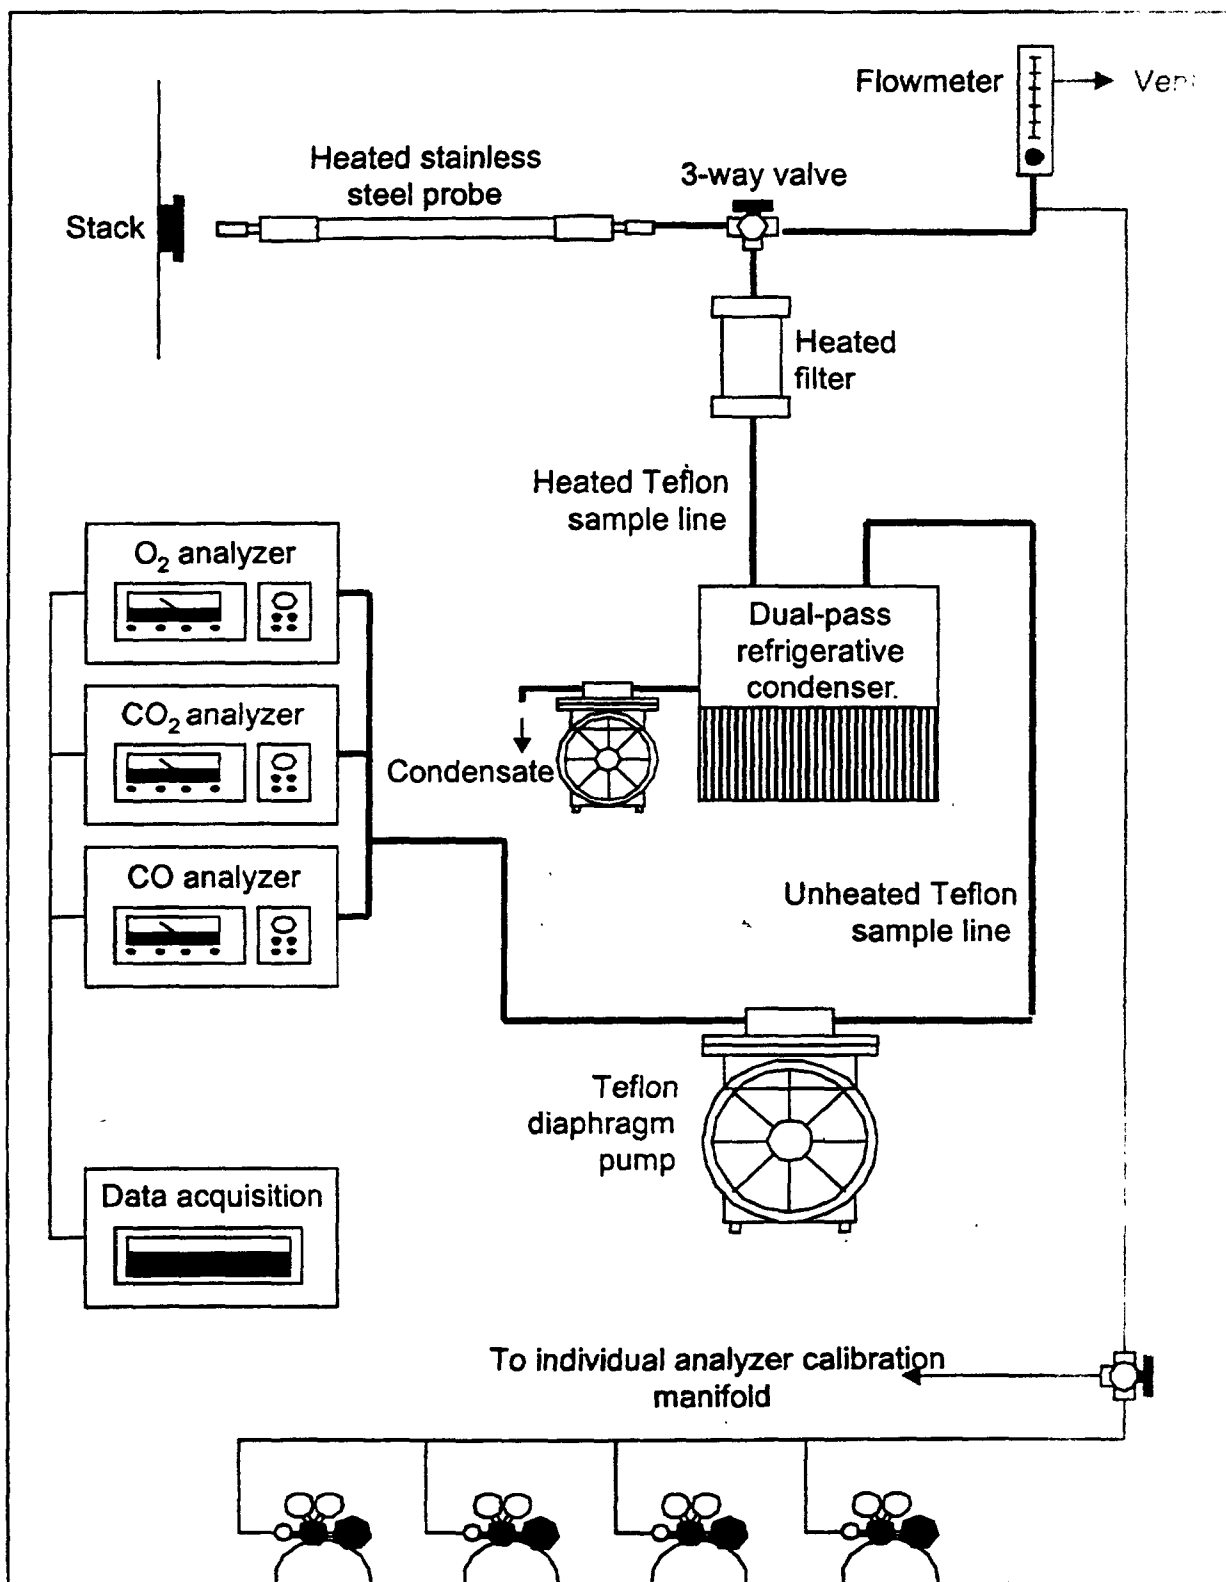 Flowmeter
Heated stainless
steel probe
3-way valve
Stack
Heated
filter
Heated Teflon
sample line
O₂ analyzer
Dual-pass
refrigerative
condenser.
CO₂ analyzer
Condensate
CO analyzer
Unheated Teflon
sample line
Teflon
diaphragm
pump
Data acquisition
To individual analyzer calibration
manifold